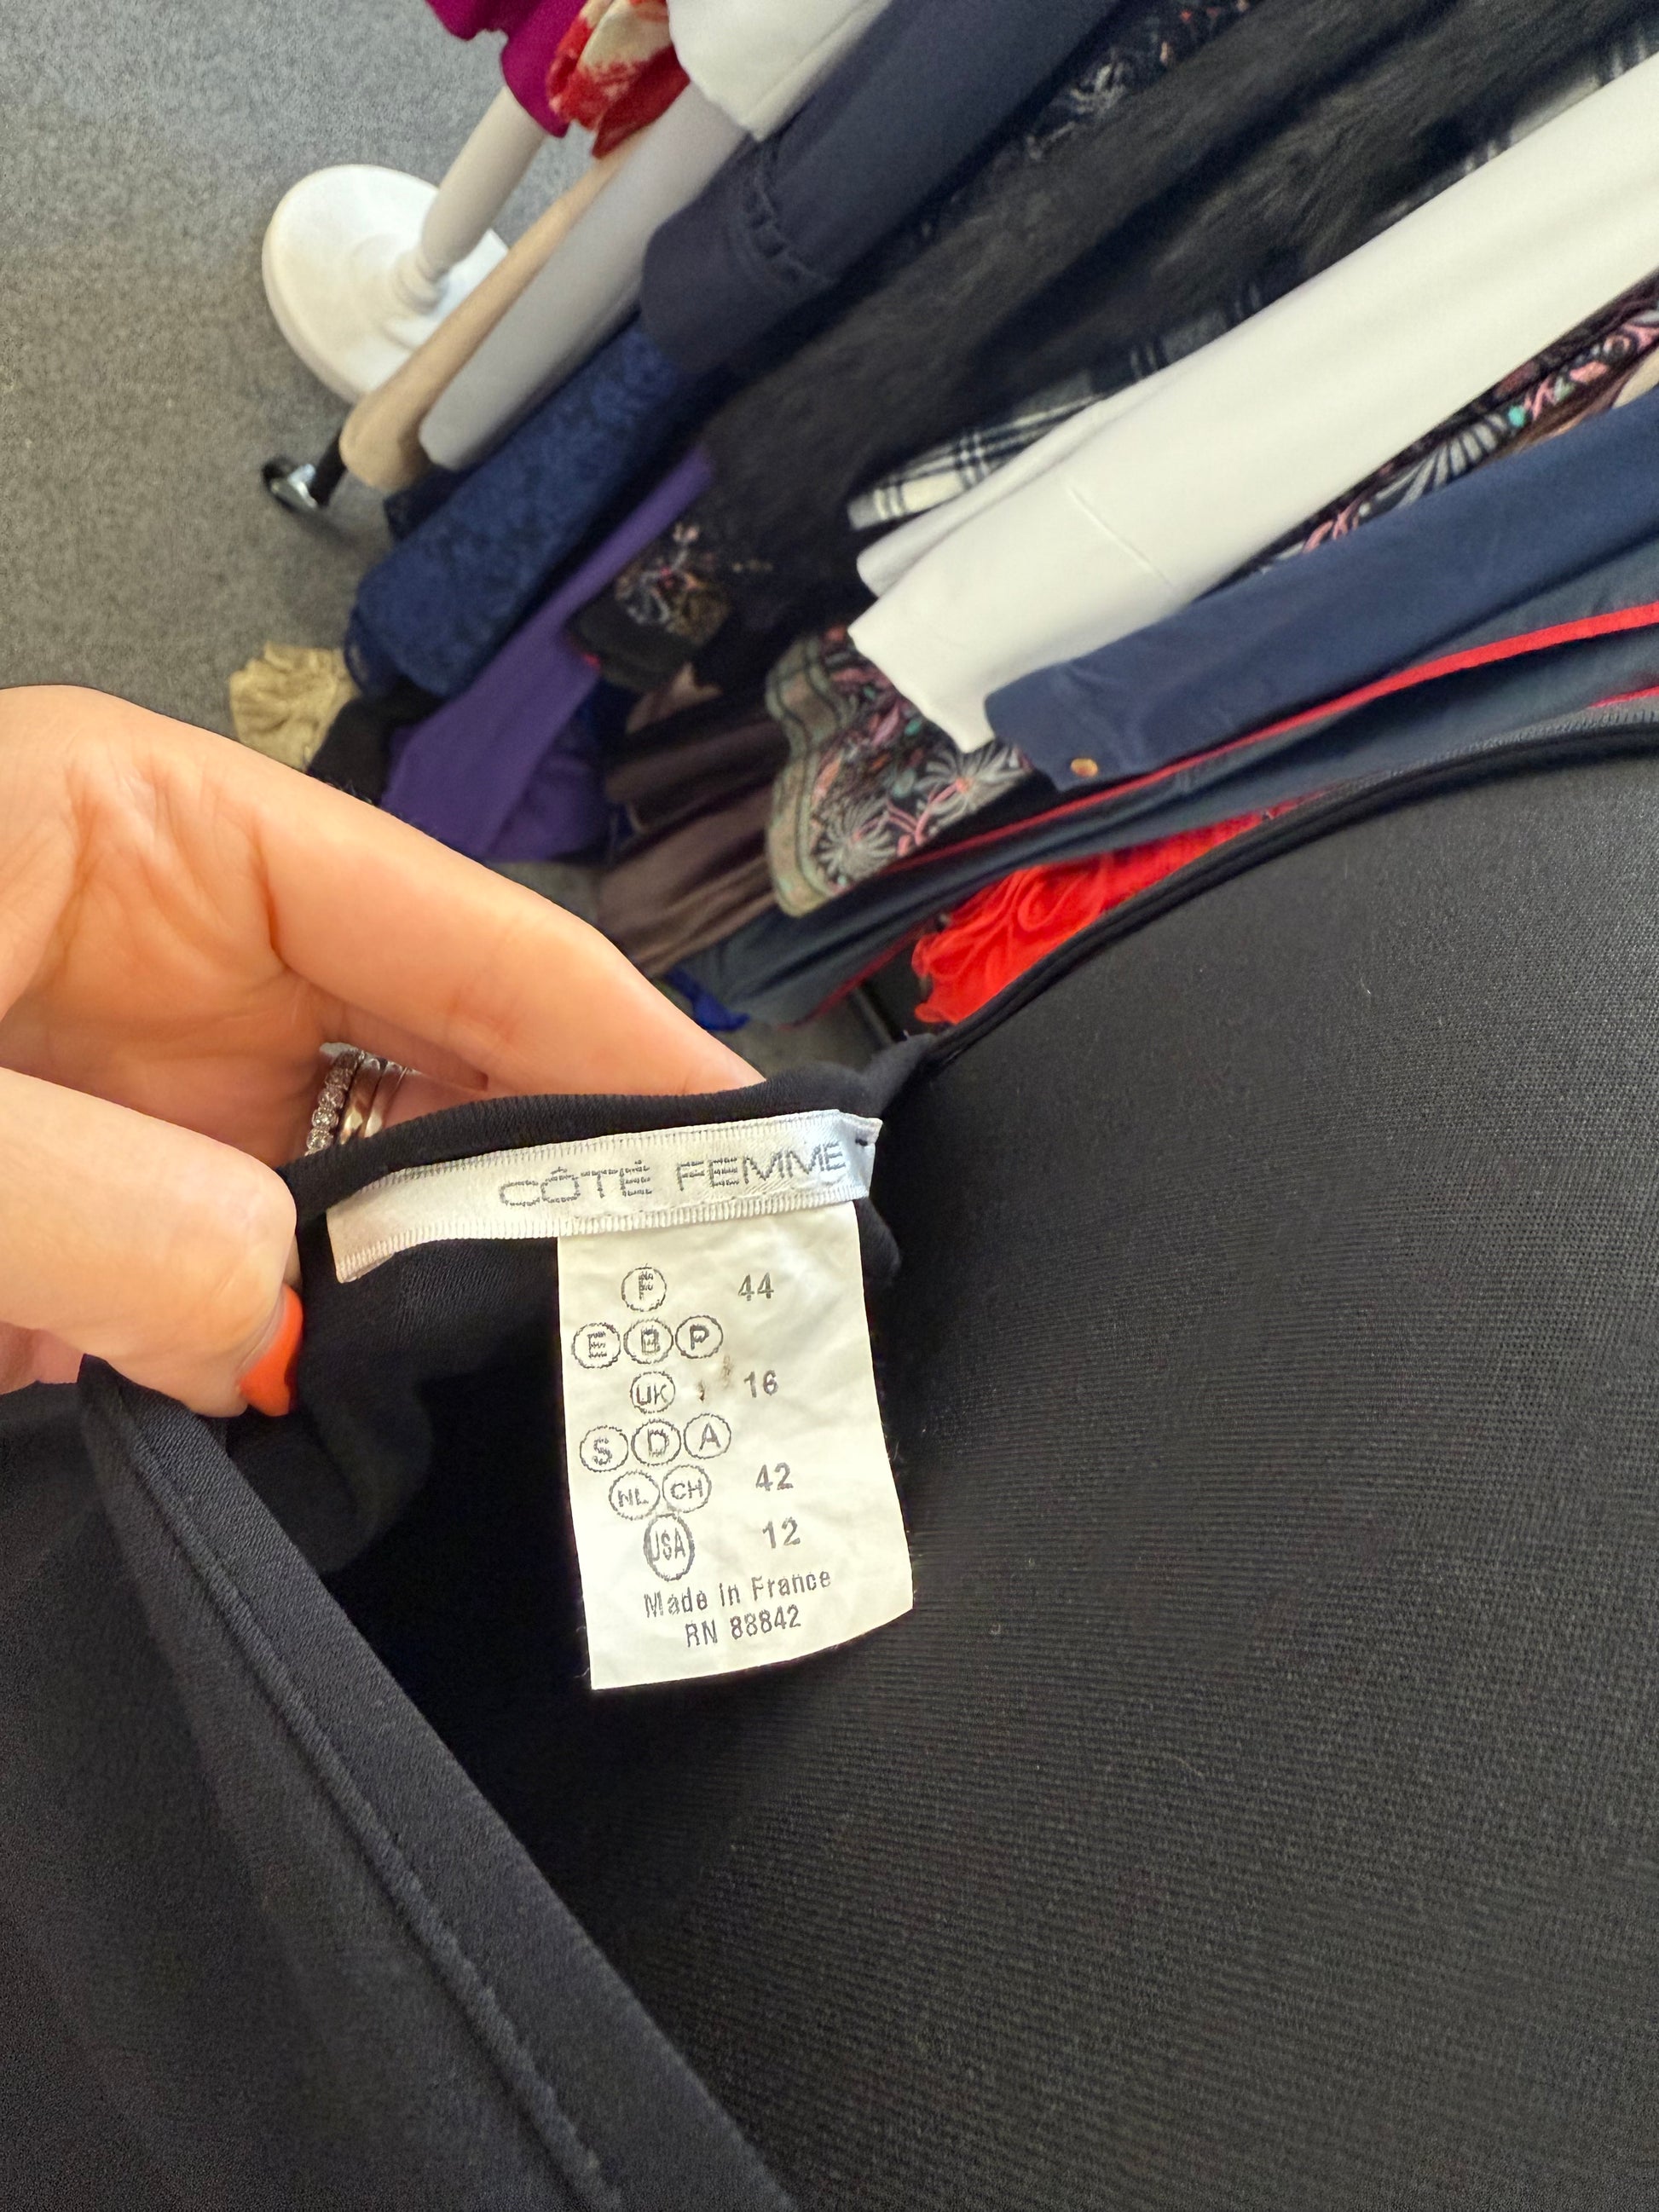 CÔTÉ FEMME
F 44
E B P
UK 16
S D A
NL CH 42
USA 12
Made in France
RN 88842